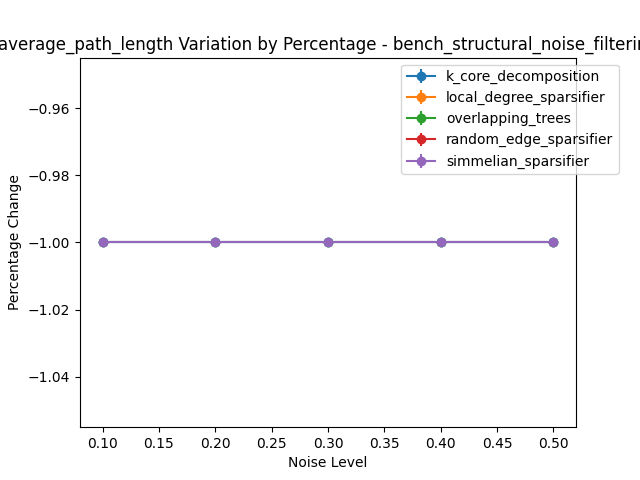 average_path_length Variation by Percentage - bench_structural_noise_filterin
k_core_decomposition
local_degree_sparsifier
overlapping_trees
random_edge_sparsifier
simmelian_sparsifier
Percentage Change
−0.96
−0.98
−1.00
−1.02
−1.04
0.10 0.15 0.20 0.25 0.30 0.35 0.40 0.45 0.50
Noise Level